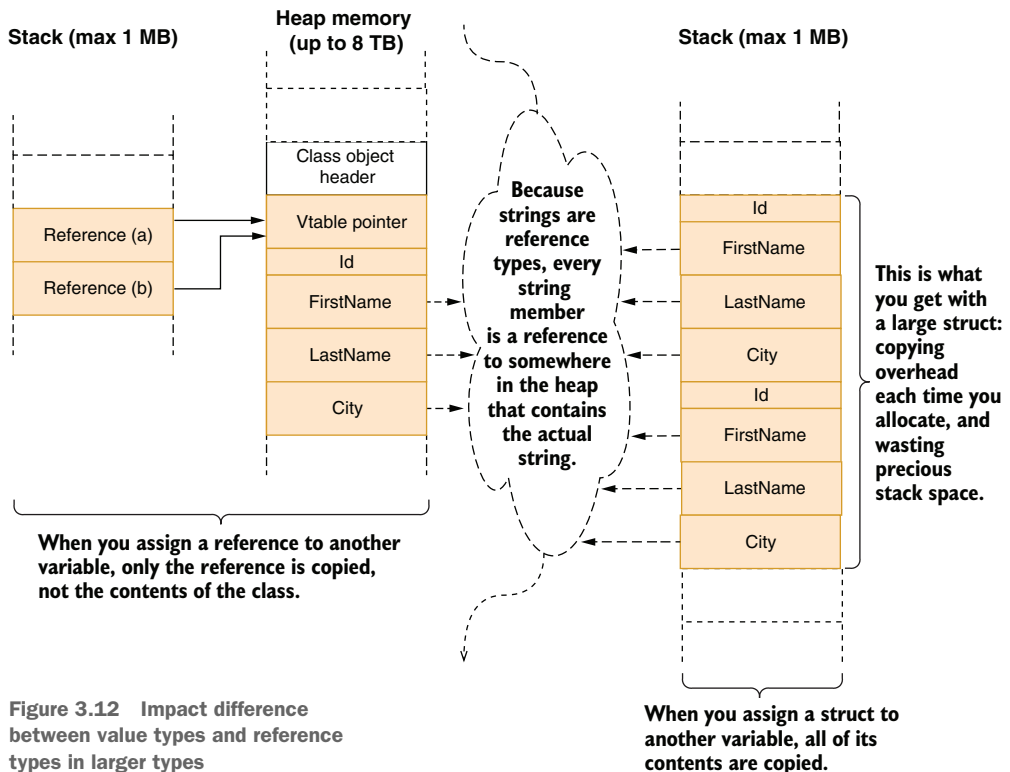 Stack (max 1 MB)
Heap memory
(up to 8 TB)
Stack (max 1 MB)
Reference (a)
Reference (b)
Class object
header
Vtable pointer
Id
FirstName
LastName
City
Because
strings are
reference
types, every
string
member
is a reference
to somewhere
in the heap
that contains
the actual
string.
Id
FirstName
LastName
City
Id
FirstName
LastName
City
This is what
you get with
a large struct:
copying
overhead
each time you
allocate, and
wasting
precious
stack space.
When you assign a reference to another
variable, only the reference is copied,
not the contents of the class.
When you assign a struct to
another variable, all of its
contents are copied.
Figure 3.12 Impact difference
between value types and reference
types in larger types